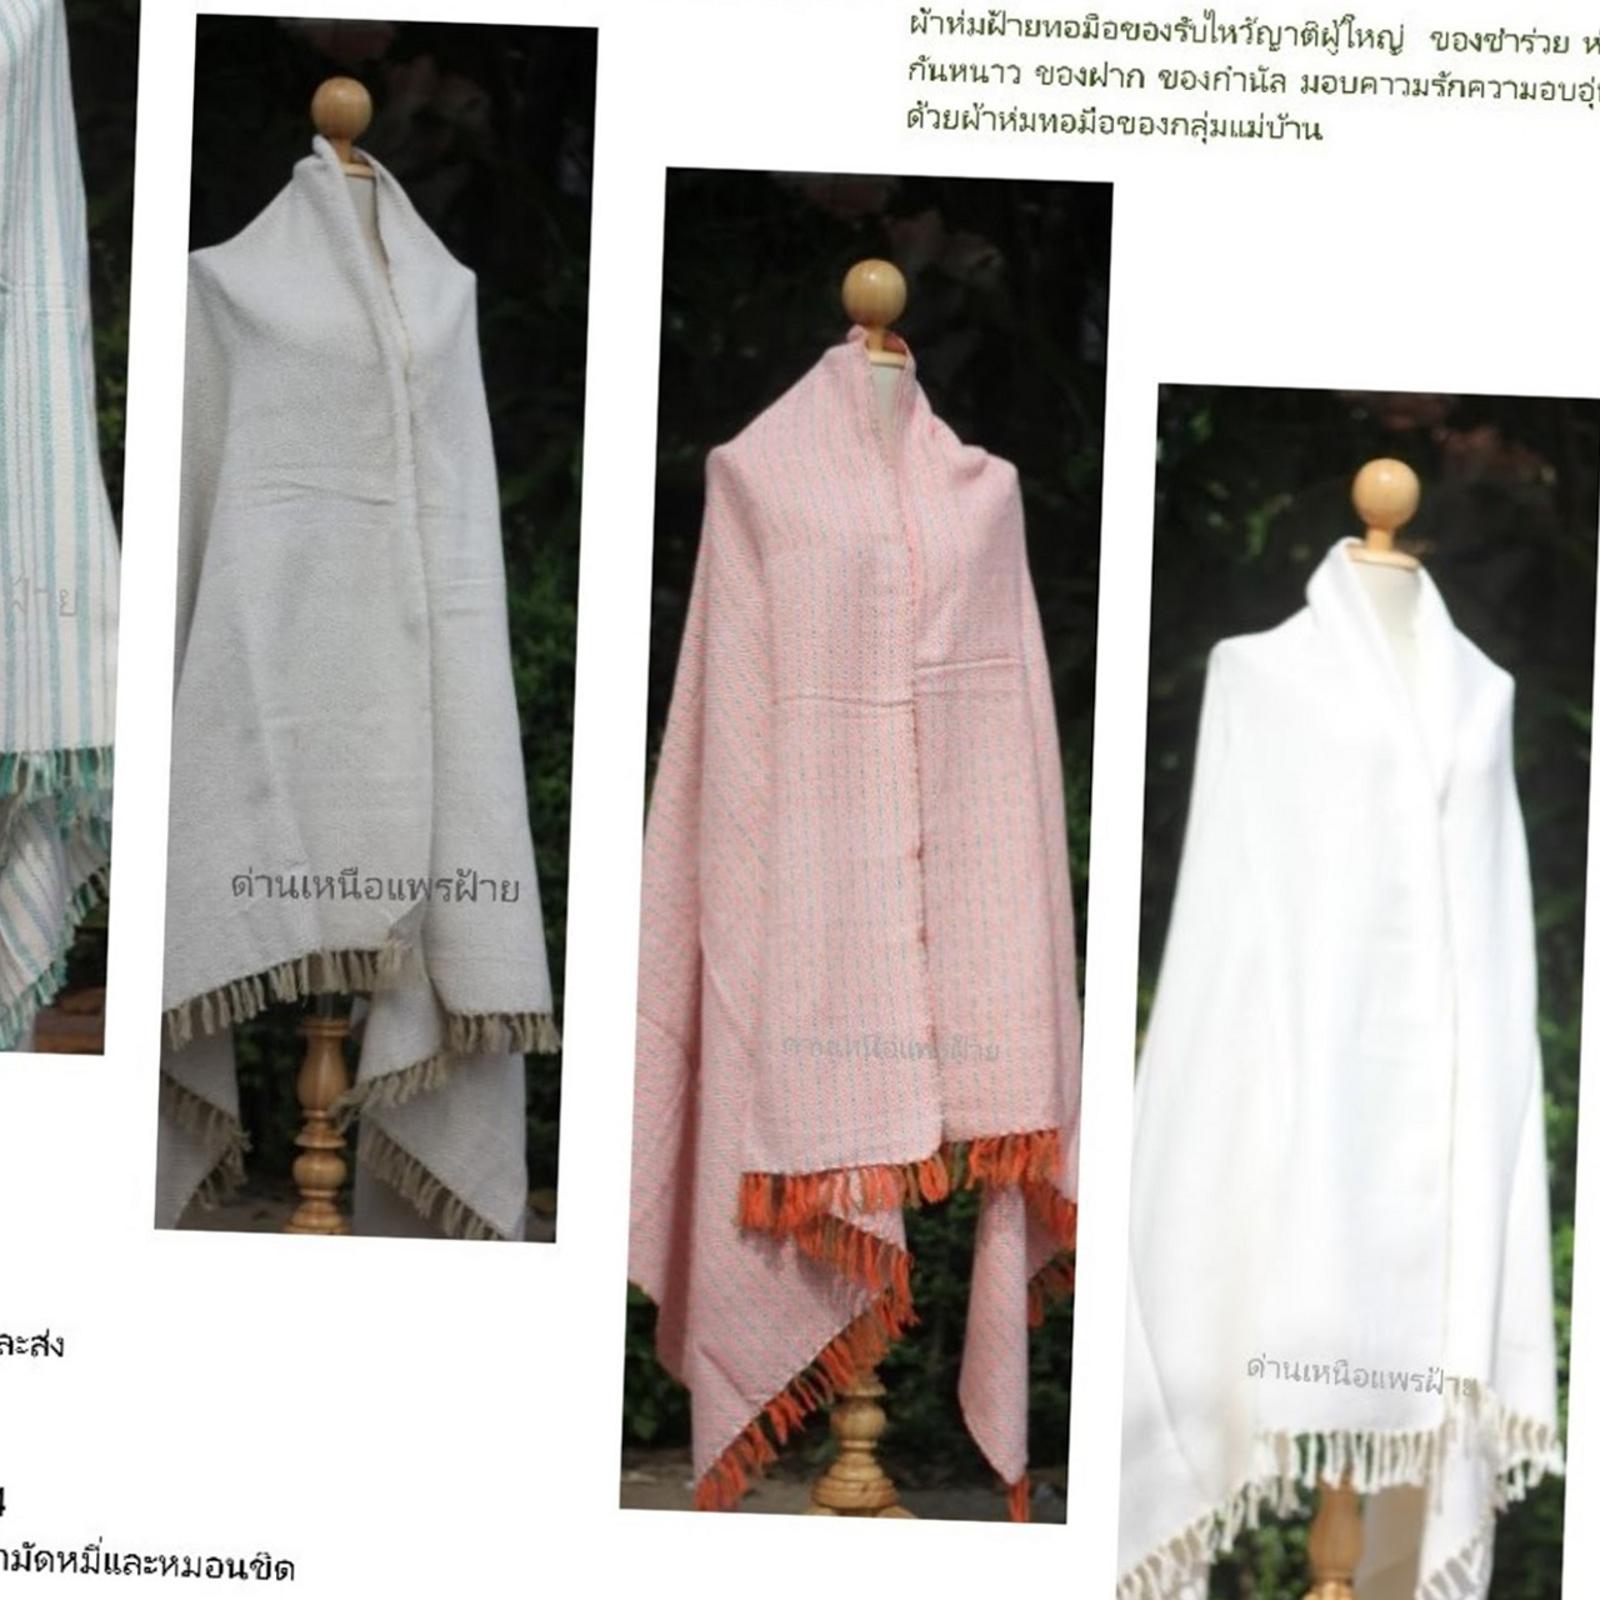 ผ้าห่มฝ้ายทอมือของรับไหว้ญาติผู้ใหญ่ ของชำร่วย
กันหนาว ของฝาก ของกำนัล มอบคาวมรักความอบอุ่
ด้วยผ้าห่มทอมือของกลุ่มแม่บ้าน
ฝ้าย
ด่านเหนือแพรฝ้าย
ด่านเหนือแพรฝ้าย
ด่านเหนือแพรฝ้าย
ละส่ง
มัดหมี่และหมอนขิด